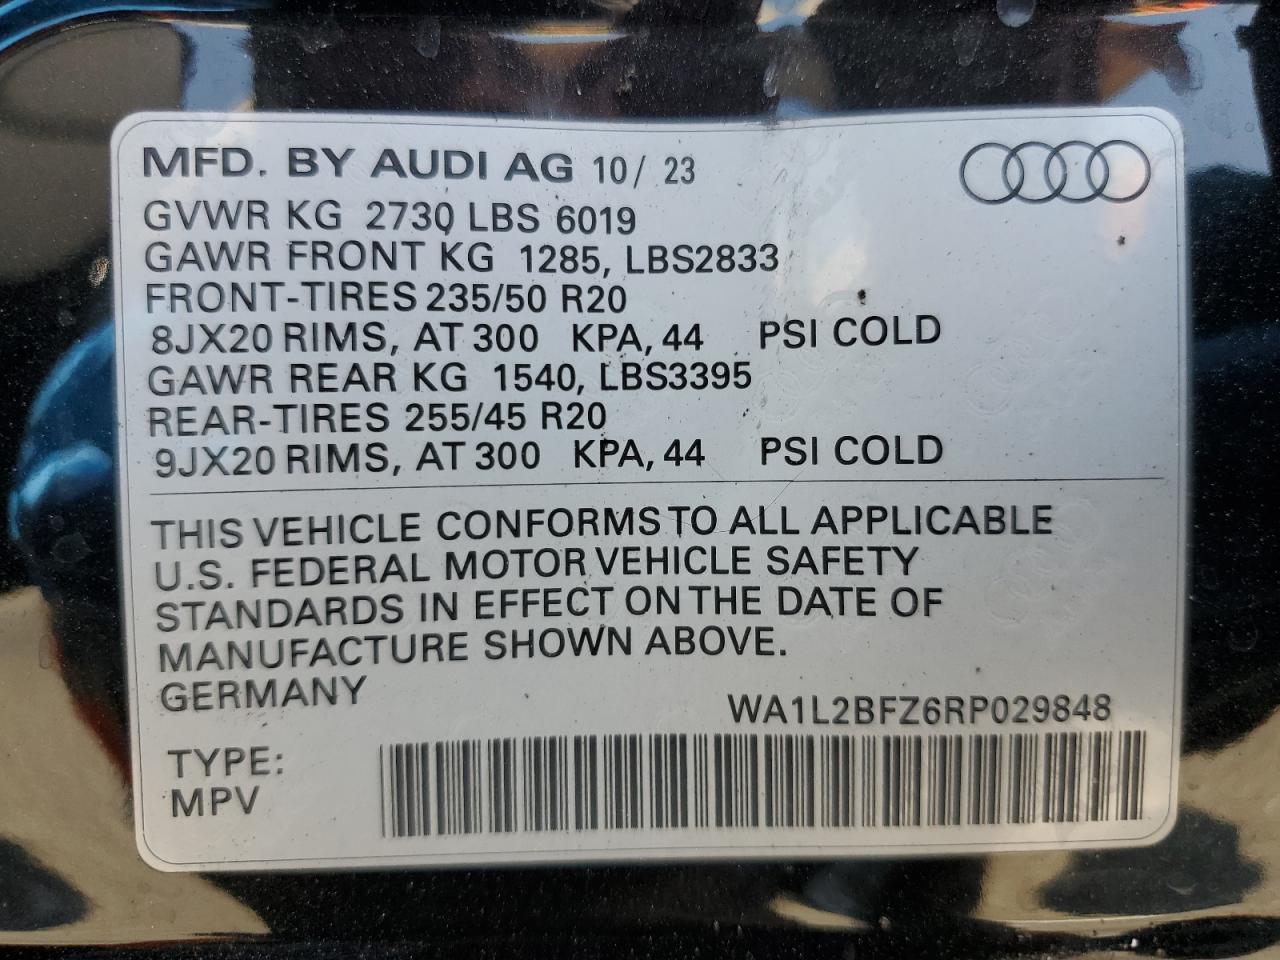 MFD. BY AUDI AG 10/ 23
GVWR KG 2730 LBS 6019
GAWR FRONT KG 1285, LBS2833
FRONT-TIRES 235/50 R20
8JX20 RIMS, AT 300 KPA, 44 PSI COLD
GAWR REAR KG 1540, LBS3395
REAR-TIRES 255/45 R20
9JX20 RIMS, AT 300 KPA, 44 PSI COLD
THIS VEHICLE CONFORMS TO ALL APPLICABLE
U.S. FEDERAL MOTOR VEHICLE SAFETY
STANDARDS IN EFFECT ON THE DATE OF
MANUFACTURE SHOWN ABOVE.
GERMANY
WA1L2BFZ6RP029848
TYPE:
MPV